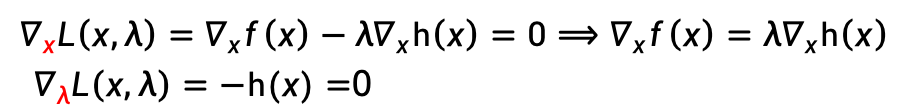 ∇ₓL(x, λ) = ∇ₓf(x) − λ∇ₓh(x) = 0 ⟹ ∇ₓf(x) = λ∇ₓh(x)
∇_λL(x, λ) = −h(x) =0